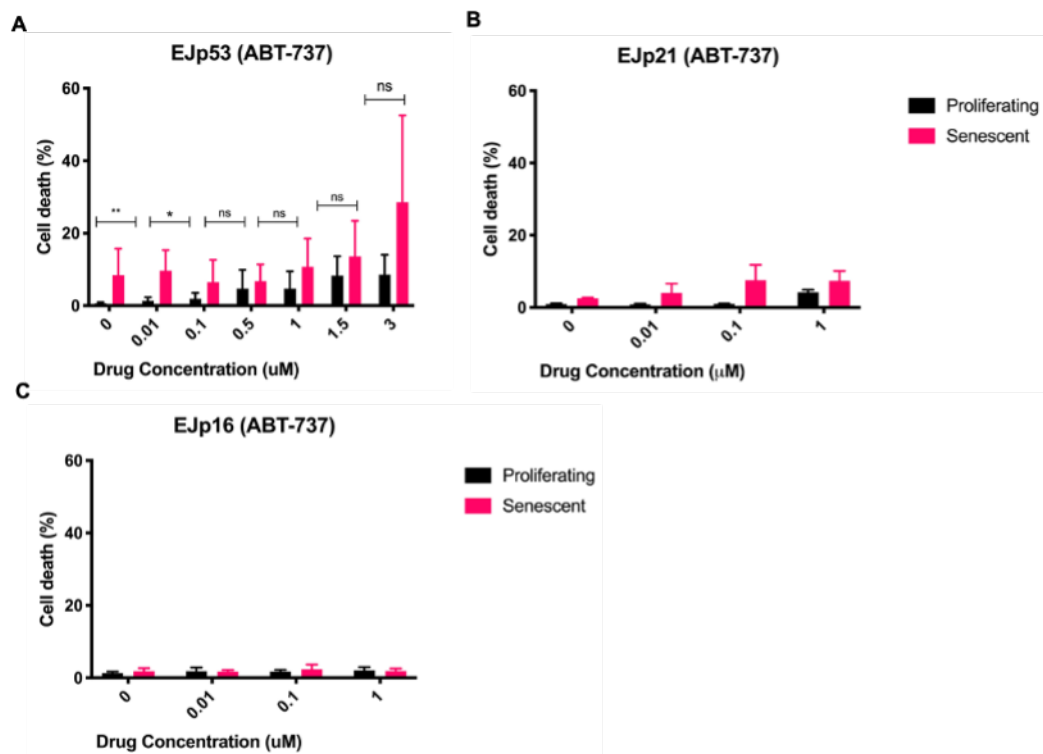 A
EJp53 (ABT-737)
60
40
20
0
Cell death (%)
** * ns ns ns ns
0 0.01 0.1 0.5 1 1.5 3
Drug Concentration (uM)
B
EJp21 (ABT-737)
60
40
20
0
Cell death (%)
Proliferating
Senescent
0 0.01 0.1 1
Drug Concentration (μM)
C
EJp16 (ABT-737)
60
40
20
0
Cell death (%)
Proliferating
Senescent
0 0.01 0.1 1
Drug Concentration (uM)